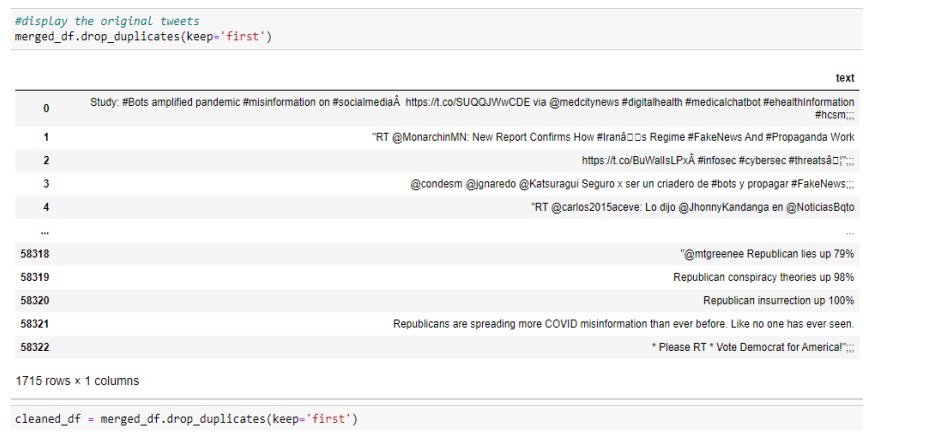 #display the original tweets
merged_df.drop_duplicates(keep='first')
text
0 Study: #Bots amplified pandemic #misinformation on #socialmediaÂ https://t.co/SUQQJWwCDE via @medcitynews #digitalhealth #medicalchatbot #ehealthInformation
#hcsm;;;
1 "RT @MonarchinMN: New Report Confirms How #Iranâ□□s Regime #FakeNews And #Propaganda Work
2 https://t.co/BuWallsLPxÂ #infosec #cybersec #threatsâ□¦";;;
3 @condesm @jgnaredo @Katsuragui Seguro x ser un criadero de #bots y propagar #FakeNews;;;
4 "RT @carlos2015aceve: Lo dijo @JhonnyKandanga en @NoticiasBqto
... ...
58318 "@mtgreenee Republican lies up 79%
58319 Republican conspiracy theories up 98%
58320 Republican insurrection up 100%
58321 Republicans are spreading more COVID misinformation than ever before. Like no one has ever seen.
58322 * Please RT * Vote Democrat for America!";;;
1715 rows × 1 columns
cleaned_df = merged_df.drop_duplicates(keep='first')